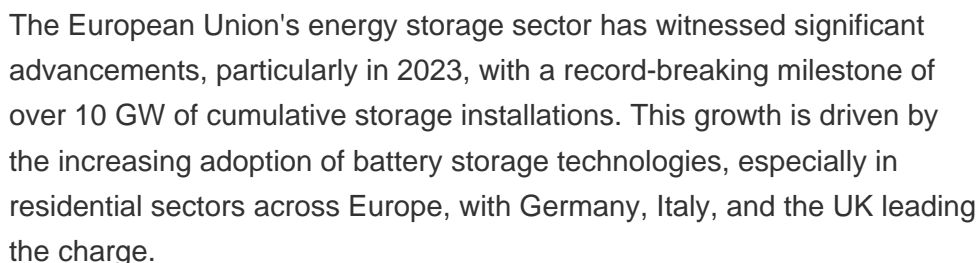 The European Union's energy storage sector has witnessed significant
advancements, particularly in 2023, with a record-breaking milestone of
over 10 GW of cumulative storage installations. This growth is driven by
the increasing adoption of battery storage technologies, especially in
residential sectors across Europe, with Germany, Italy, and the UK leading
the charge.